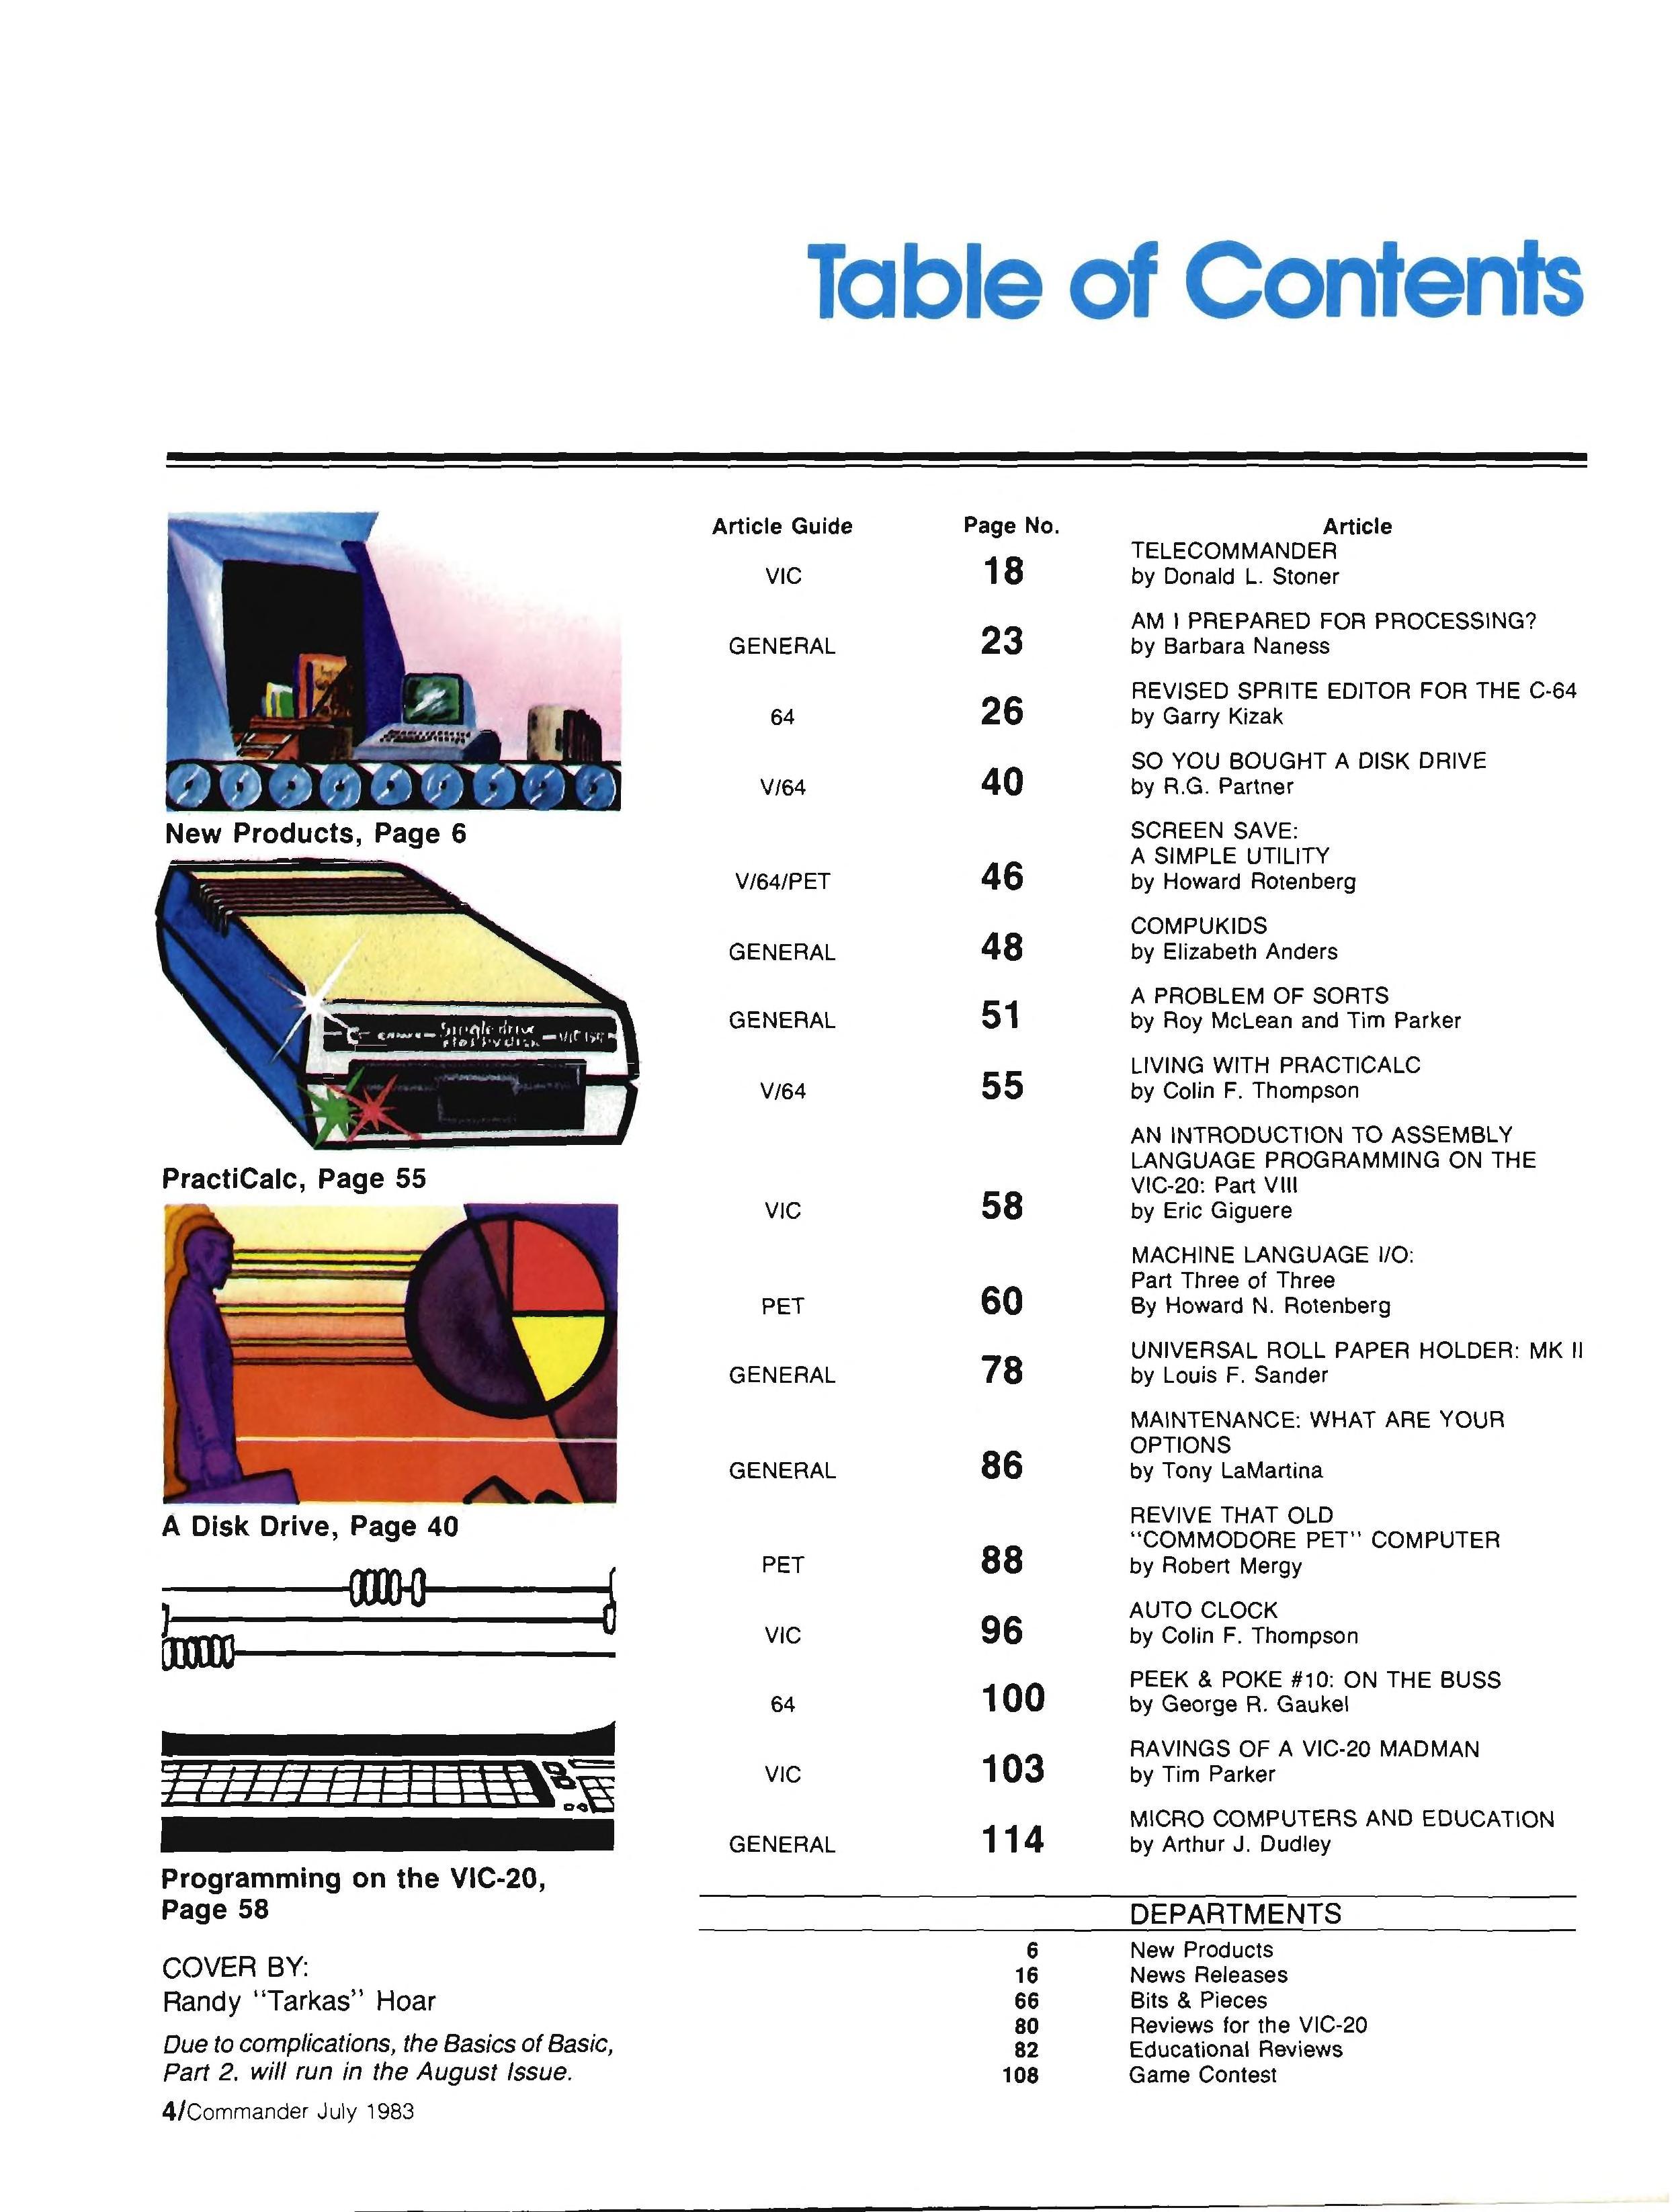 Table of Contents
New Products, Page 6
Single drive
floppy disk
PractiCalc, Page 55
A Disk Drive, Page 40
Programming on the VIC-20,
Page 58
COVER BY:
Randy "Tarkas" Hoar
Due to complications, the Basics of Basic,
Part 2. will run in the August Issue.
Article Guide Page No. Article
TELECOMMANDER
VIC 18 by Donald L. Stoner
AM I PREPARED FOR PROCESSING?
GENERAL 23 by Barbara Naness
REVISED SPRITE EDITOR FOR THE C-64
64 26 by Garry Kizak
SO YOU BOUGHT A DISK DRIVE
V/64 40 by R.G. Partner
SCREEN SAVE:
A SIMPLE UTILITY
V/64/PET 46 by Howard Rotenberg
COMPUKIDS
GENERAL 48 by Elizabeth Anders
A PROBLEM OF SORTS
GENERAL 51 by Roy McLean and Tim Parker
LIVING WITH PRACTICALC
V/64 55 by Colin F. Thompson
AN INTRODUCTION TO ASSEMBLY
LANGUAGE PROGRAMMING ON THE
VIC-20: Part VIII
VIC 58 by Eric Giguere
MACHINE LANGUAGE I/O:
Part Three of Three
PET 60 By Howard N. Rotenberg
UNIVERSAL ROLL PAPER HOLDER: MK II
GENERAL 78 by Louis F. Sander
MAINTENANCE: WHAT ARE YOUR
OPTIONS
GENERAL 86 by Tony LaMartina
REVIVE THAT OLD
"COMMODORE PET" COMPUTER
PET 88 by Robert Mergy
AUTO CLOCK
VIC 96 by Colin F. Thompson
PEEK & POKE #10: ON THE BUSS
64 100 by George R. Gaukel
RAVINGS OF A VIC-20 MADMAN
VIC 103 by Tim Parker
MICRO COMPUTERS AND EDUCATION
GENERAL 114 by Arthur J. Dudley
DEPARTMENTS
6 New Products
16 News Releases
66 Bits & Pieces
80 Reviews for the VIC-20
82 Educational Reviews
108 Game Contest
4/Commander July 1983